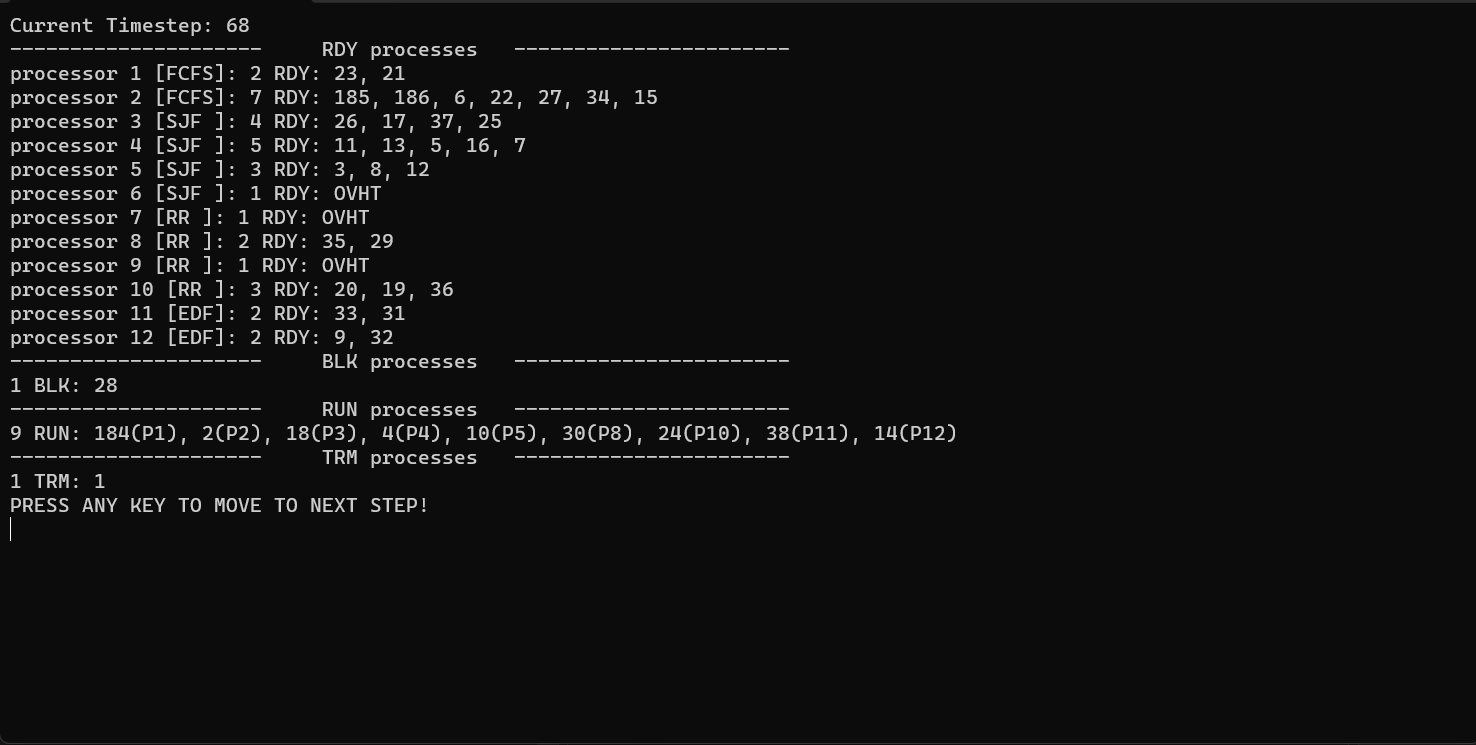 Current Timestep: 68
---------------------     RDY processes   -----------------------
processor 1 [FCFS]: 2 RDY: 23, 21
processor 2 [FCFS]: 7 RDY: 185, 186, 6, 22, 27, 34, 15
processor 3 [SJF ]: 4 RDY: 26, 17, 37, 25
processor 4 [SJF ]: 5 RDY: 11, 13, 5, 16, 7
processor 5 [SJF ]: 3 RDY: 3, 8, 12
processor 6 [SJF ]: 1 RDY: OVHT
processor 7 [RR ]: 1 RDY: OVHT
processor 8 [RR ]: 2 RDY: 35, 29
processor 9 [RR ]: 1 RDY: OVHT
processor 10 [RR ]: 3 RDY: 20, 19, 36
processor 11 [EDF]: 2 RDY: 33, 31
processor 12 [EDF]: 2 RDY: 9, 32
---------------------     BLK processes   -----------------------
1 BLK: 28
---------------------     RUN processes   -----------------------
9 RUN: 184(P1), 2(P2), 18(P3), 4(P4), 10(P5), 30(P8), 24(P10), 38(P11), 14(P12)
---------------------     TRM processes   -----------------------
1 TRM: 1
PRESS ANY KEY TO MOVE TO NEXT STEP!